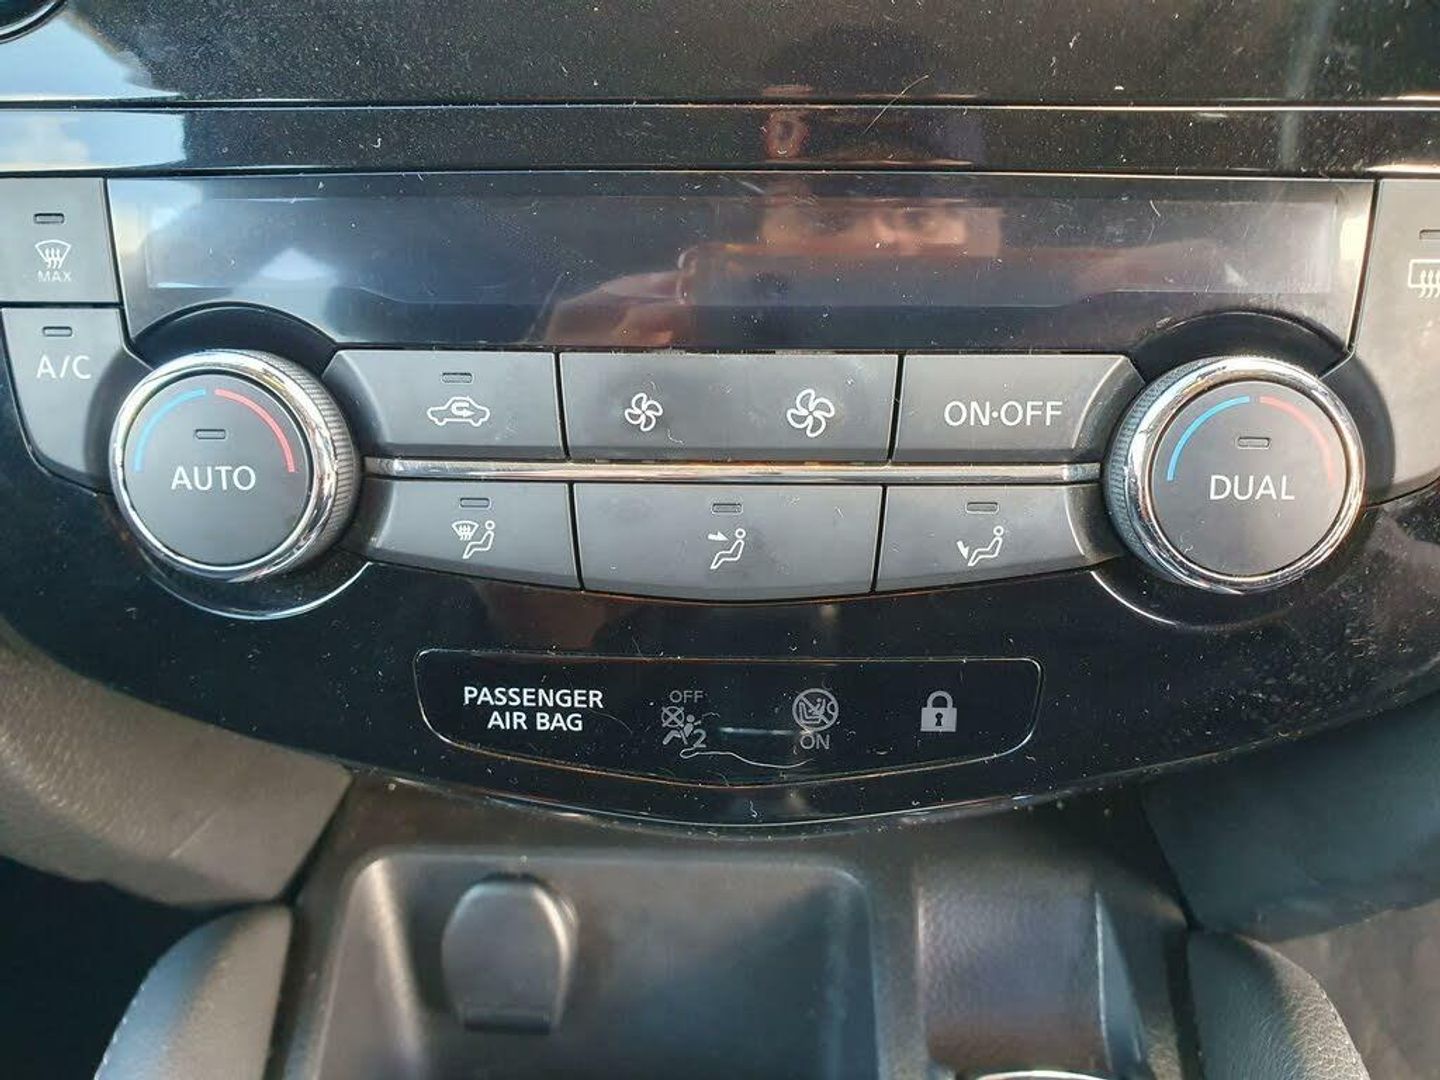 MAX
A/C
AUTO
ON·OFF
DUAL
PASSENGER
AIR BAG
OFF
2
ON